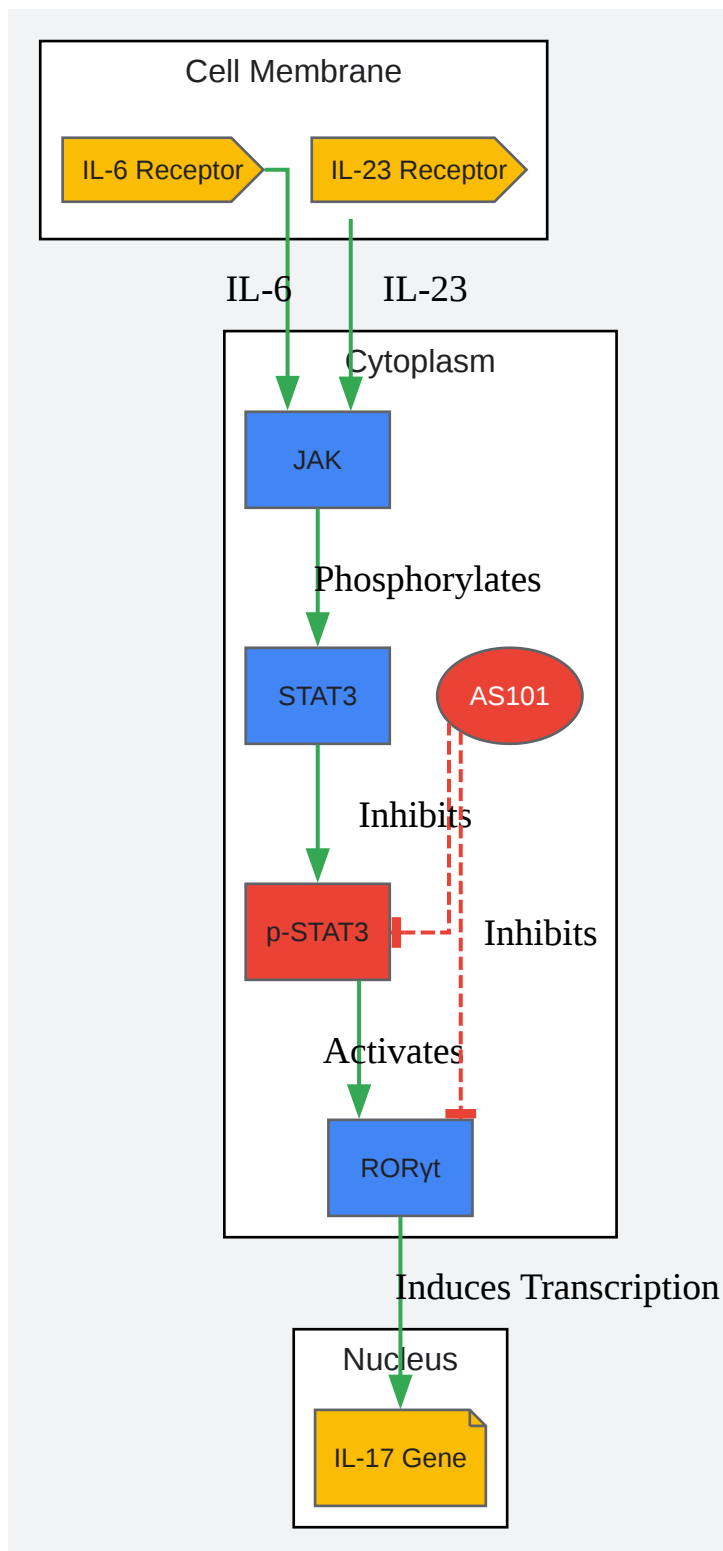 Cell Membrane
IL-6 Receptor
IL-23 Receptor
IL-6
IL-23
Cytoplasm
JAK
Phosphorylates
STAT3
AS101
Inhibits
p-STAT3
Inhibits
Activates
RORγt
Induces Transcription
Nucleus
IL-17 Gene